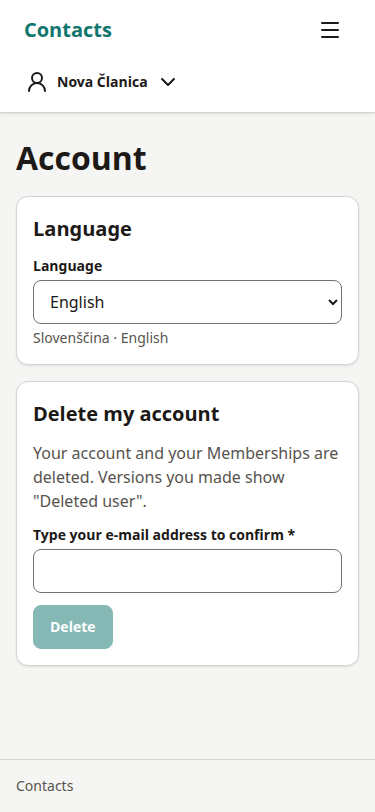 Contacts
Nova Članica
Account
Language
Language
English
Slovenščina · English
Delete my account
Your account and your Memberships are
deleted. Versions you made show
"Deleted user".
Type your e-mail address to confirm *
Delete
Contacts